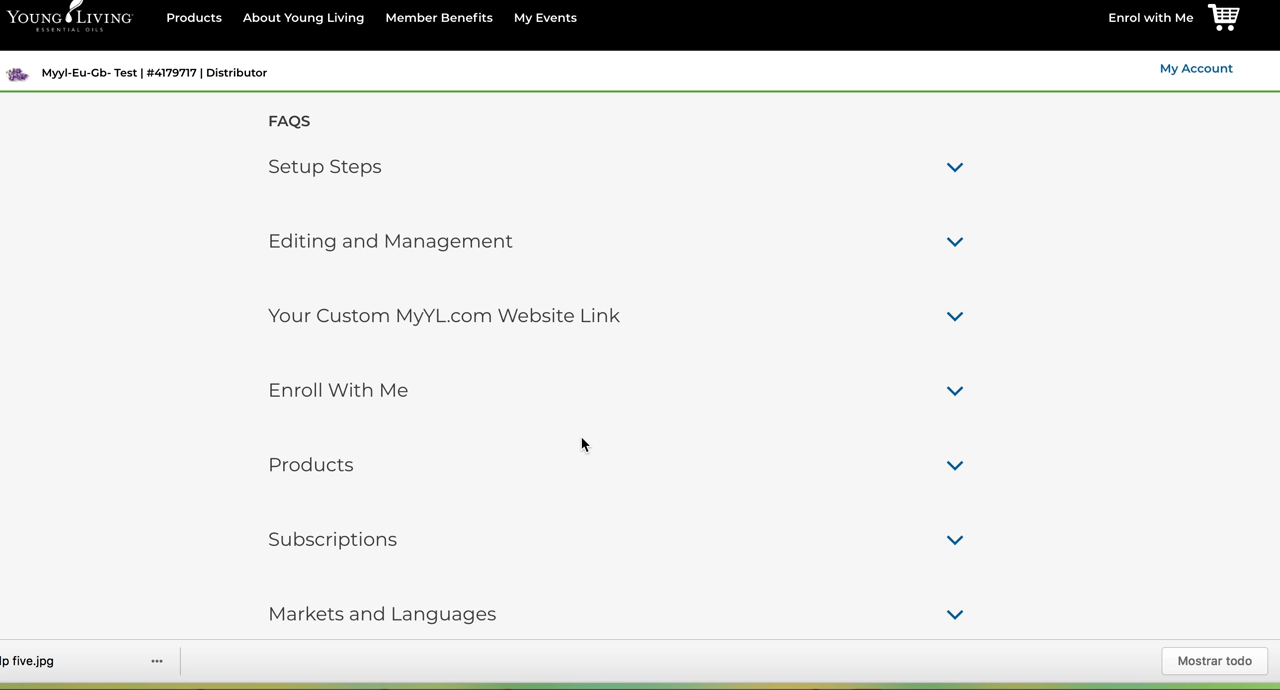 YOUNG LIVING
ESSENTIAL OILS
Products
About Young Living
Member Benefits
My Events
Enrol with Me
Myyl-Eu-Gb- Test | #4179717 | Distributor
My Account
FAQS
Setup Steps
Editing and Management
Your Custom MyYL.com Website Link
Enroll With Me
Products
Subscriptions
Markets and Languages
five.jpg
Mostrar todo